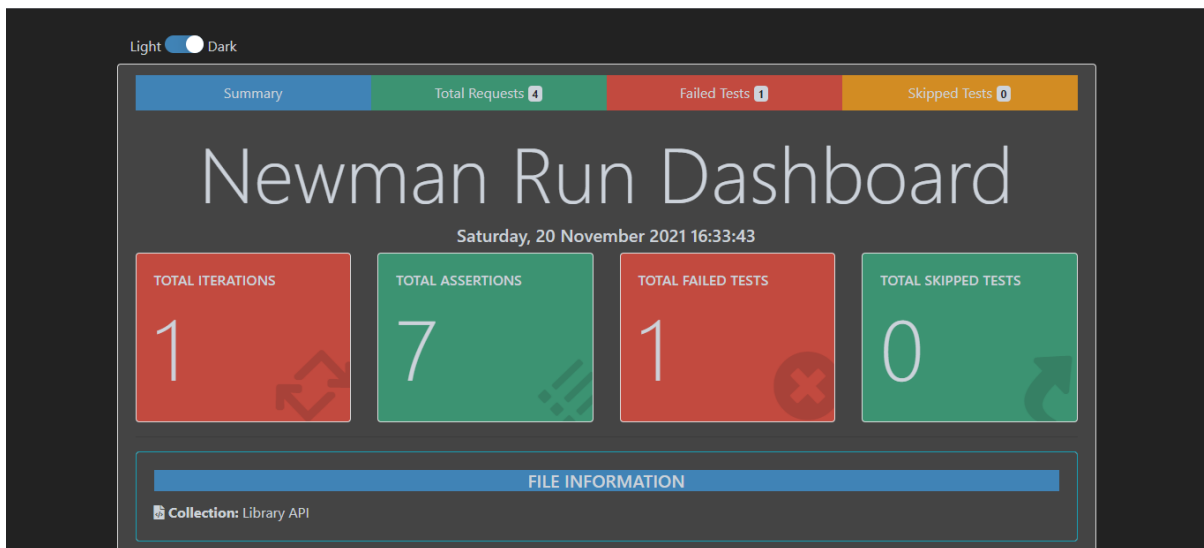 Light Dark
Summary Total Requests 4 Failed Tests 1 Skipped Tests 0
Newman Run Dashboard
Saturday, 20 November 2021 16:33:43
TOTAL ITERATIONS TOTAL ASSERTIONS TOTAL FAILED TESTS TOTAL SKIPPED TESTS
1 7 1 0
FILE INFORMATION
Collection: Library API